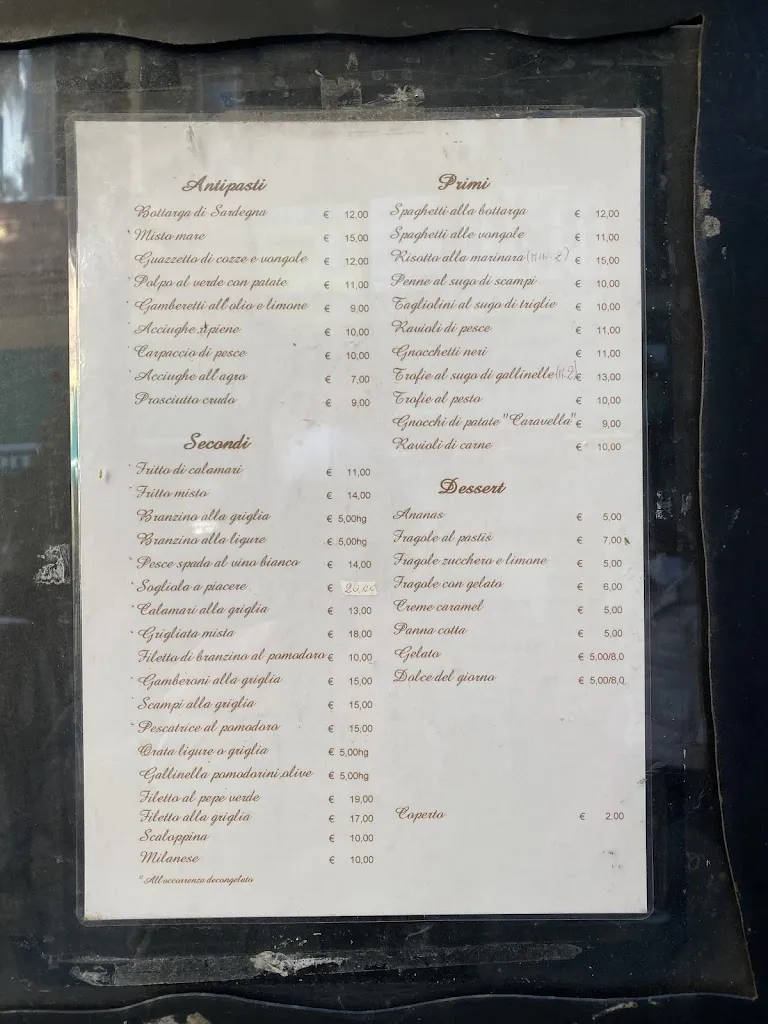 Antipasti
Bottarga di Sardegna € 12,00
* Misto mare € 15,00
* Guazzetto di cozze e vongole € 12,00
* Polpo al verde con patate € 11,00
* Gamberetti all'olio e limone € 9,00
Acciughe ripiene € 10,00
* Carpaccio di pesce € 10,00
* Acciughe all'agro € 7,00
Prosciutto crudo € 9,00
Secondi
* Fritto di calamari € 11,00
* Fritto misto € 14,00
Branzino alla griglia € 5,00hg
Branzino alla ligure € 5,00hg
* Pesce spada al vino bianco € 14,00
* Sogliola a piacere € 20,00
* Calamari alla griglia € 13,00
* Grigliata mista € 18,00
Filetto di branzino al pomodoro € 10,00
* Gamberoni alla griglia € 15,00
* Scampi alla griglia € 15,00
* Pescatrice al pomodoro € 15,00
Orata ligure o griglia € 5,00hg
Gallinella pomodorini,olive € 5,00hg
Filetto al pepe verde € 19,00
Filetto alla griglia € 17,00
Scaloppina € 10,00
Milanese € 10,00
* All'occorrenza decongelato
Primi
Spaghetti alla bottarga € 12,00
Spaghetti alle vongole € 11,00
Risotto alla marinara (MIN. 2) € 15,00
Penne al sugo di scampi € 10,00
Tagliolini al sugo di triglie € 10,00
Ravioli di pesce € 11,00
Gnocchetti neri € 11,00
Trofie al sugo di gallinelle (M.2) € 13,00
Trofie al pesto € 10,00
Gnocchi di patate "Caravella" € 9,00
Ravioli di carne € 10,00
Dessert
Ananas € 5,00
Fragole al pastis € 7,00
Fragole zucchero e limone € 5,00
Fragole con gelato € 6,00
Creme caramel € 5,00
Panna cotta € 5,00
Gelato € 5,00/8,0
Dolce del giorno € 5,00/8,0
Coperto € 2,00